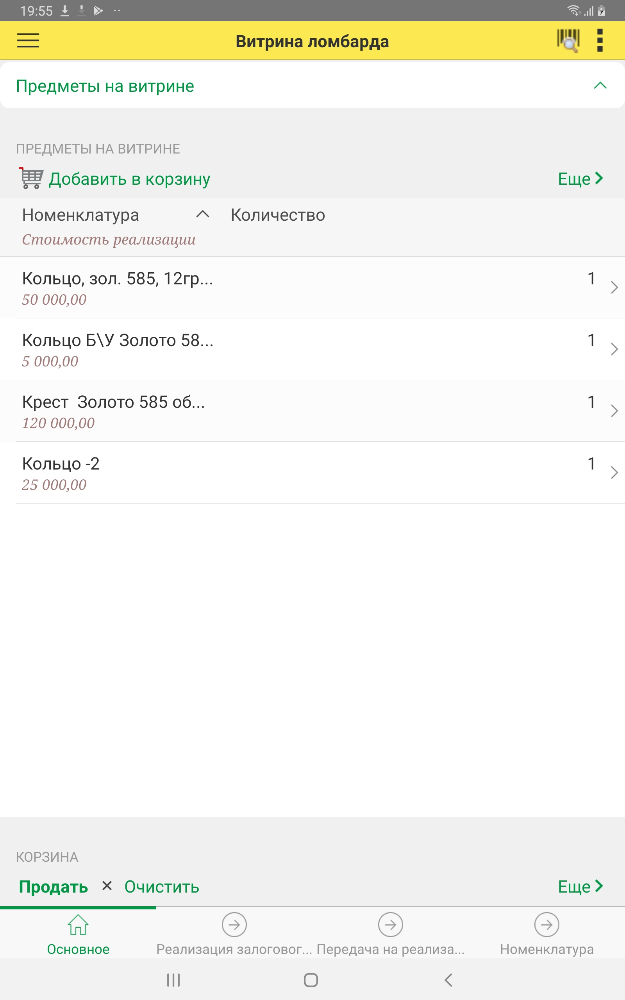 19:55
Витрина ломбарда
Предметы на витрине
ПРЕДМЕТЫ НА ВИТРИНЕ
Добавить в корзину Еще
Номенклатура Количество
Стоимость реализации
Кольцо, зол. 585, 12гр... 1
50 000,00
Кольцо Б\У Золото 58... 1
5 000,00
Крест  Золото 585 об... 1
120 000,00
Кольцо -2 1
25 000,00
КОРЗИНА
Продать × Очистить Еще
Основное Реализация залоговог... Передача на реализа... Номенклатура